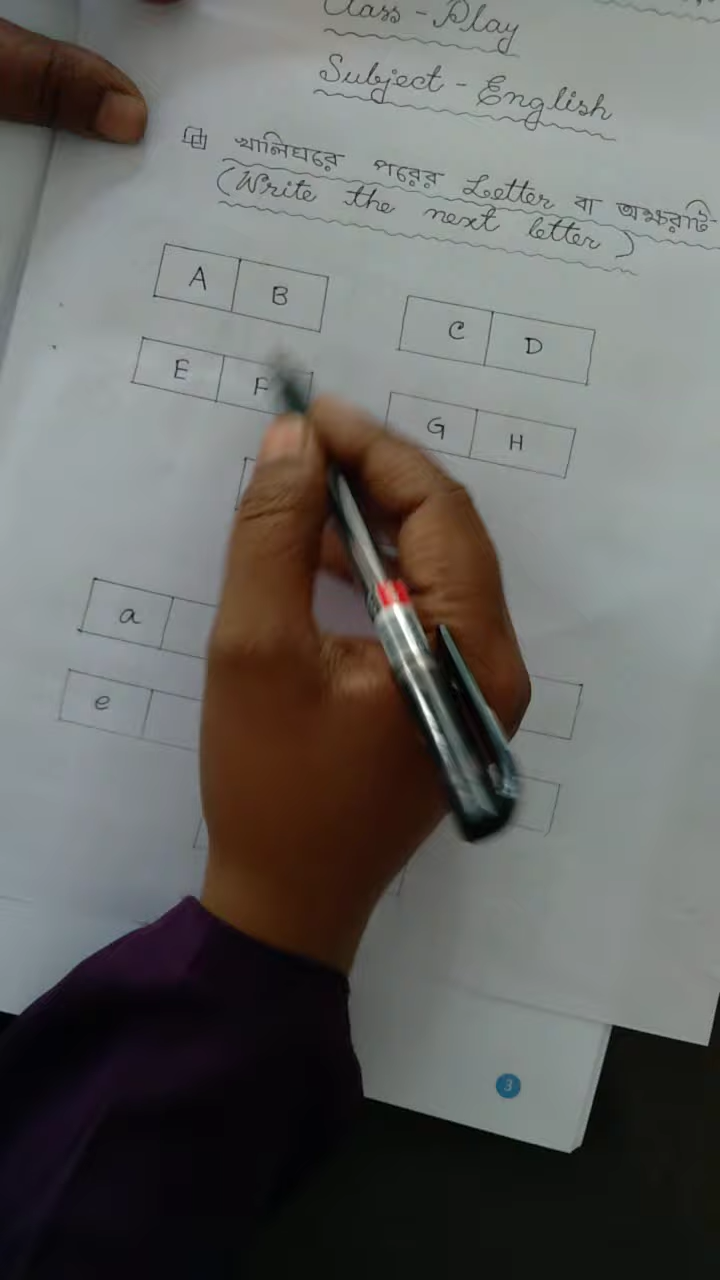 Class - Play
Subject - English
খালিঘরে পরের Letter বা অক্ষরটি
(Write the next letter)
A B
C D
E F
G H
a
e
3